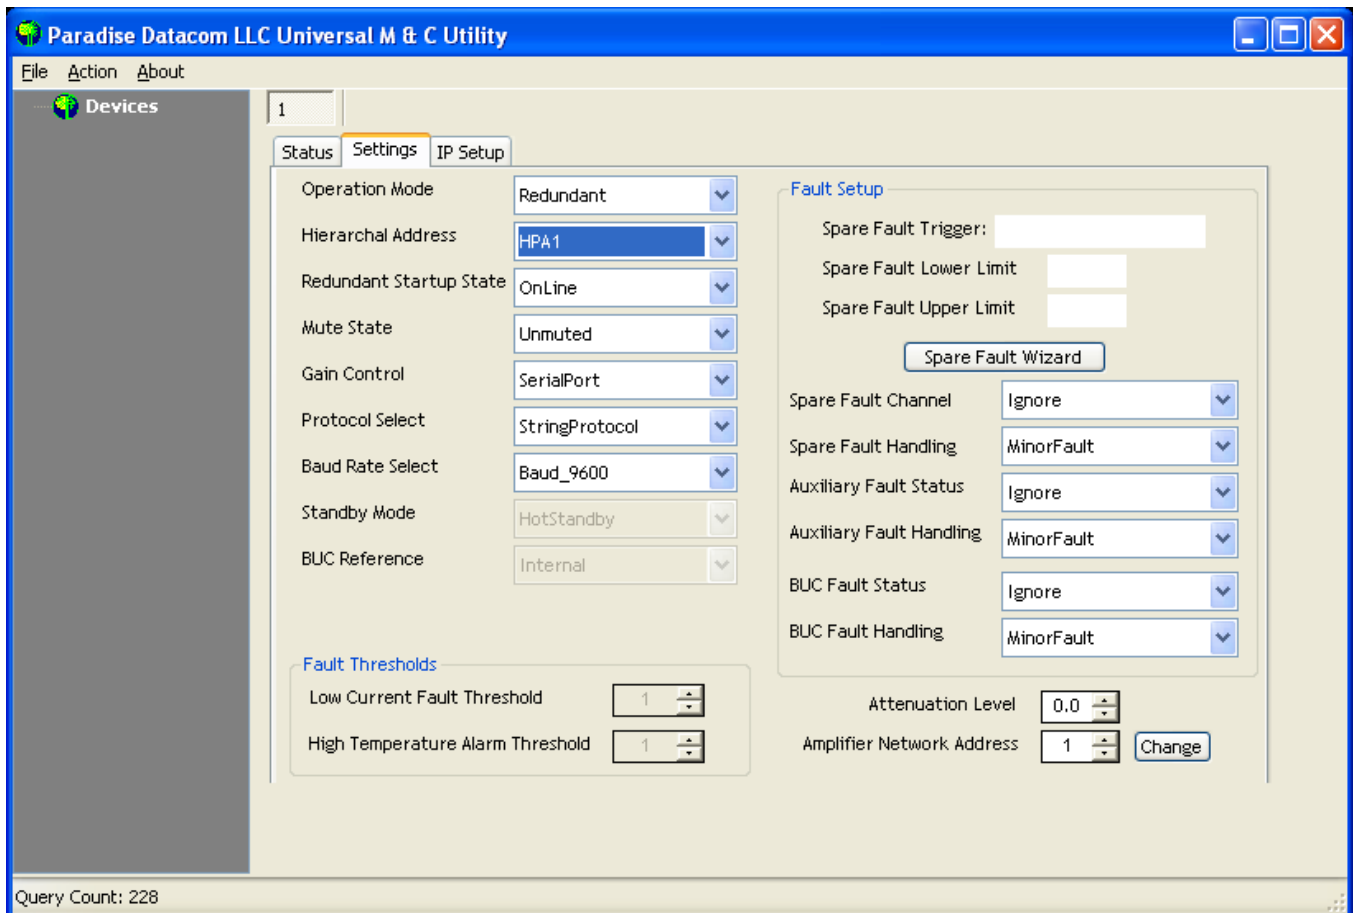 Paradise Datacom LLC Universal M & C Utility
File Action About
Devices
1
Status Settings IP Setup
Operation Mode Redundant
Hierarchal Address HPA1
Redundant Startup State OnLine
Mute State Unmuted
Gain Control SerialPort
Protocol Select StringProtocol
Baud Rate Select Baud_9600
Standby Mode HotStandby
BUC Reference Internal
Fault Thresholds
Low Current Fault Threshold 1
High Temperature Alarm Threshold 1
Fault Setup
Spare Fault Trigger:
Spare Fault Lower Limit
Spare Fault Upper Limit
Spare Fault Wizard
Spare Fault Channel Ignore
Spare Fault Handling MinorFault
Auxiliary Fault Status Ignore
Auxiliary Fault Handling MinorFault
BUC Fault Status Ignore
BUC Fault Handling MinorFault
Attenuation Level 0.0
Amplifier Network Address 1 Change
Query Count: 228